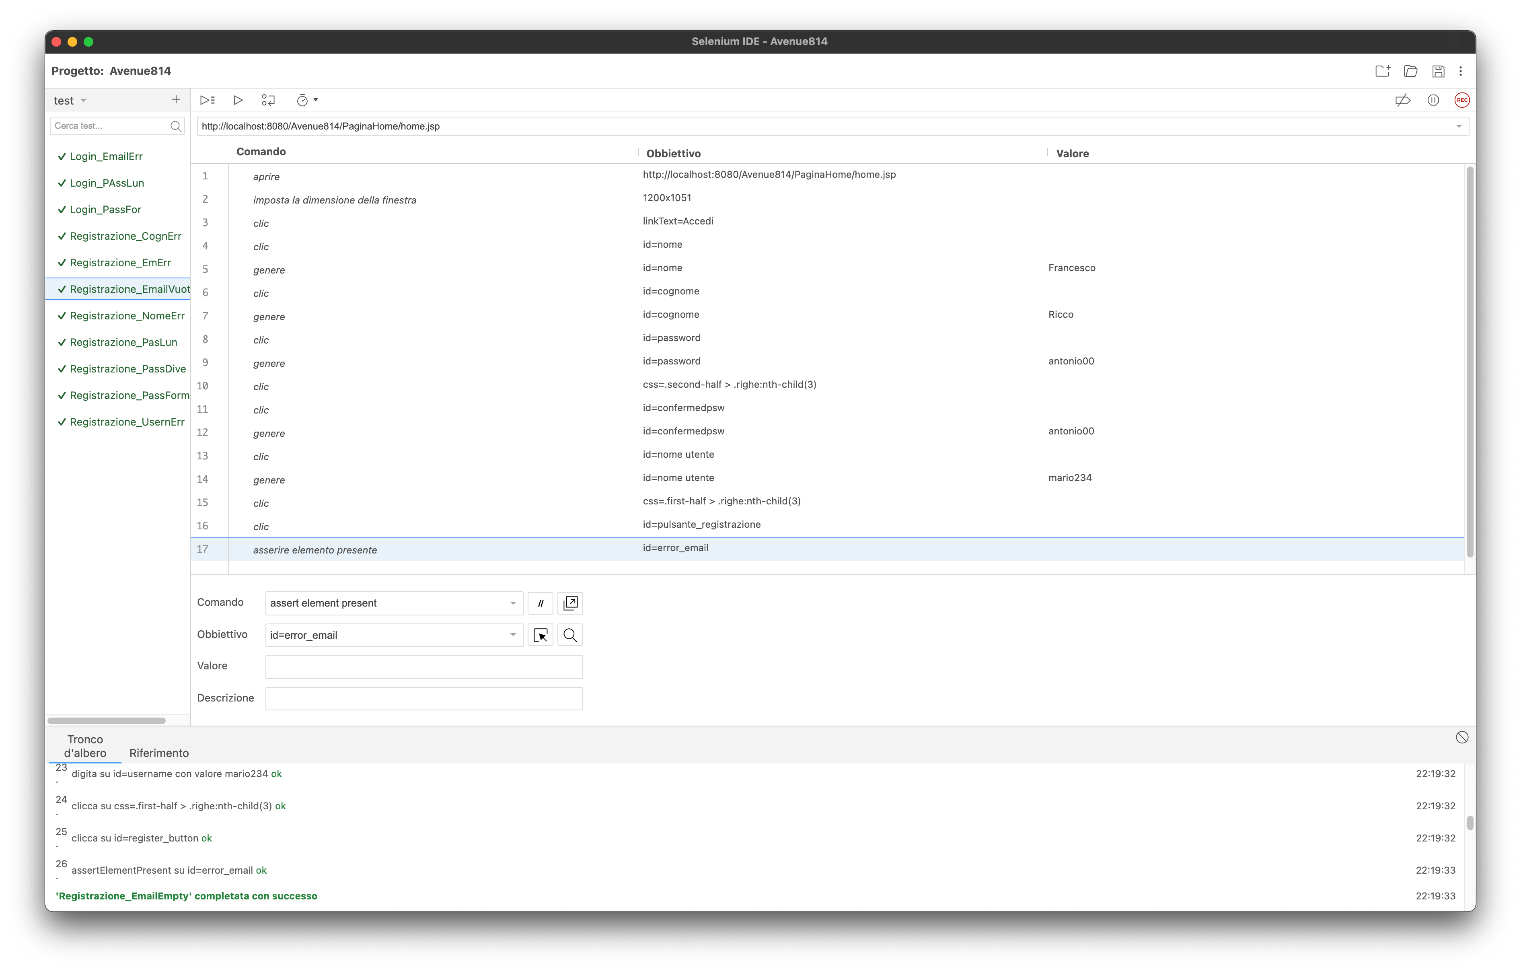 Selenium IDE - Avenue814
Progetto: Avenue814
test
Cerca test...
REC
http://localhost:8080/Avenue814/PaginaHome/home.jsp
Login_EmailErr
Login_PAssLun
Login_PassFor
Registrazione_CognErr
Registrazione_EmErr
Registrazione_EmailVuot
Registrazione_NomeErr
Registrazione_PasLun
Registrazione_PassDive
Registrazione_PassForm
Registrazione_UsernErr
Comando Obbiettivo Valore
1 aprire http://localhost:8080/Avenue814/PaginaHome/home.jsp
2 imposta la dimensione della finestra 1200x1051
3 clic linkText=Accedi
4 clic id=nome
5 genere id=nome Francesco
6 clic id=cognome
7 genere id=cognome Ricco
8 clic id=password
9 genere id=password antonio00
10 clic css=.second-half > .righe:nth-child(3)
11 clic id=confermedpsw
12 genere id=confermedpsw antonio00
13 clic id=nome utente
14 genere id=nome utente mario234
15 clic css=.first-half > .righe:nth-child(3)
16 clic id=pulsante_registrazione
17 asserire elemento presente id=error_email
Comando assert element present //
Obbiettivo id=error_email
Valore
Descrizione
Tronco d'albero Riferimento
23. digita su id=username con valore mario234 ok 22:19:32
24. clicca su css=.first-half > .righe:nth-child(3) ok 22:19:32
25. clicca su id=register_button ok 22:19:32
26. assertElementPresent su id=error_email ok 22:19:33
'Registrazione_EmailEmpty' completata con successo 22:19:33